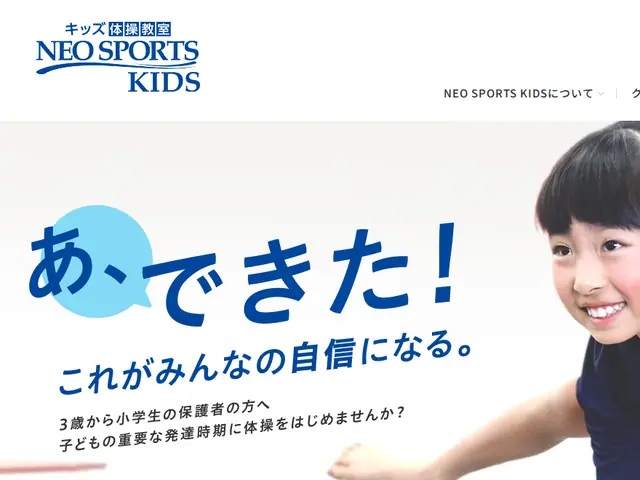 キッズ体操教室
NEO SPORTS
KIDS
NEO SPORTS KIDSについて
ク
あ、できた!
これがみんなの自信になる。
3歳から小学生の保護者の方へ
子どもの重要な発達時期に体操をはじめませんか?